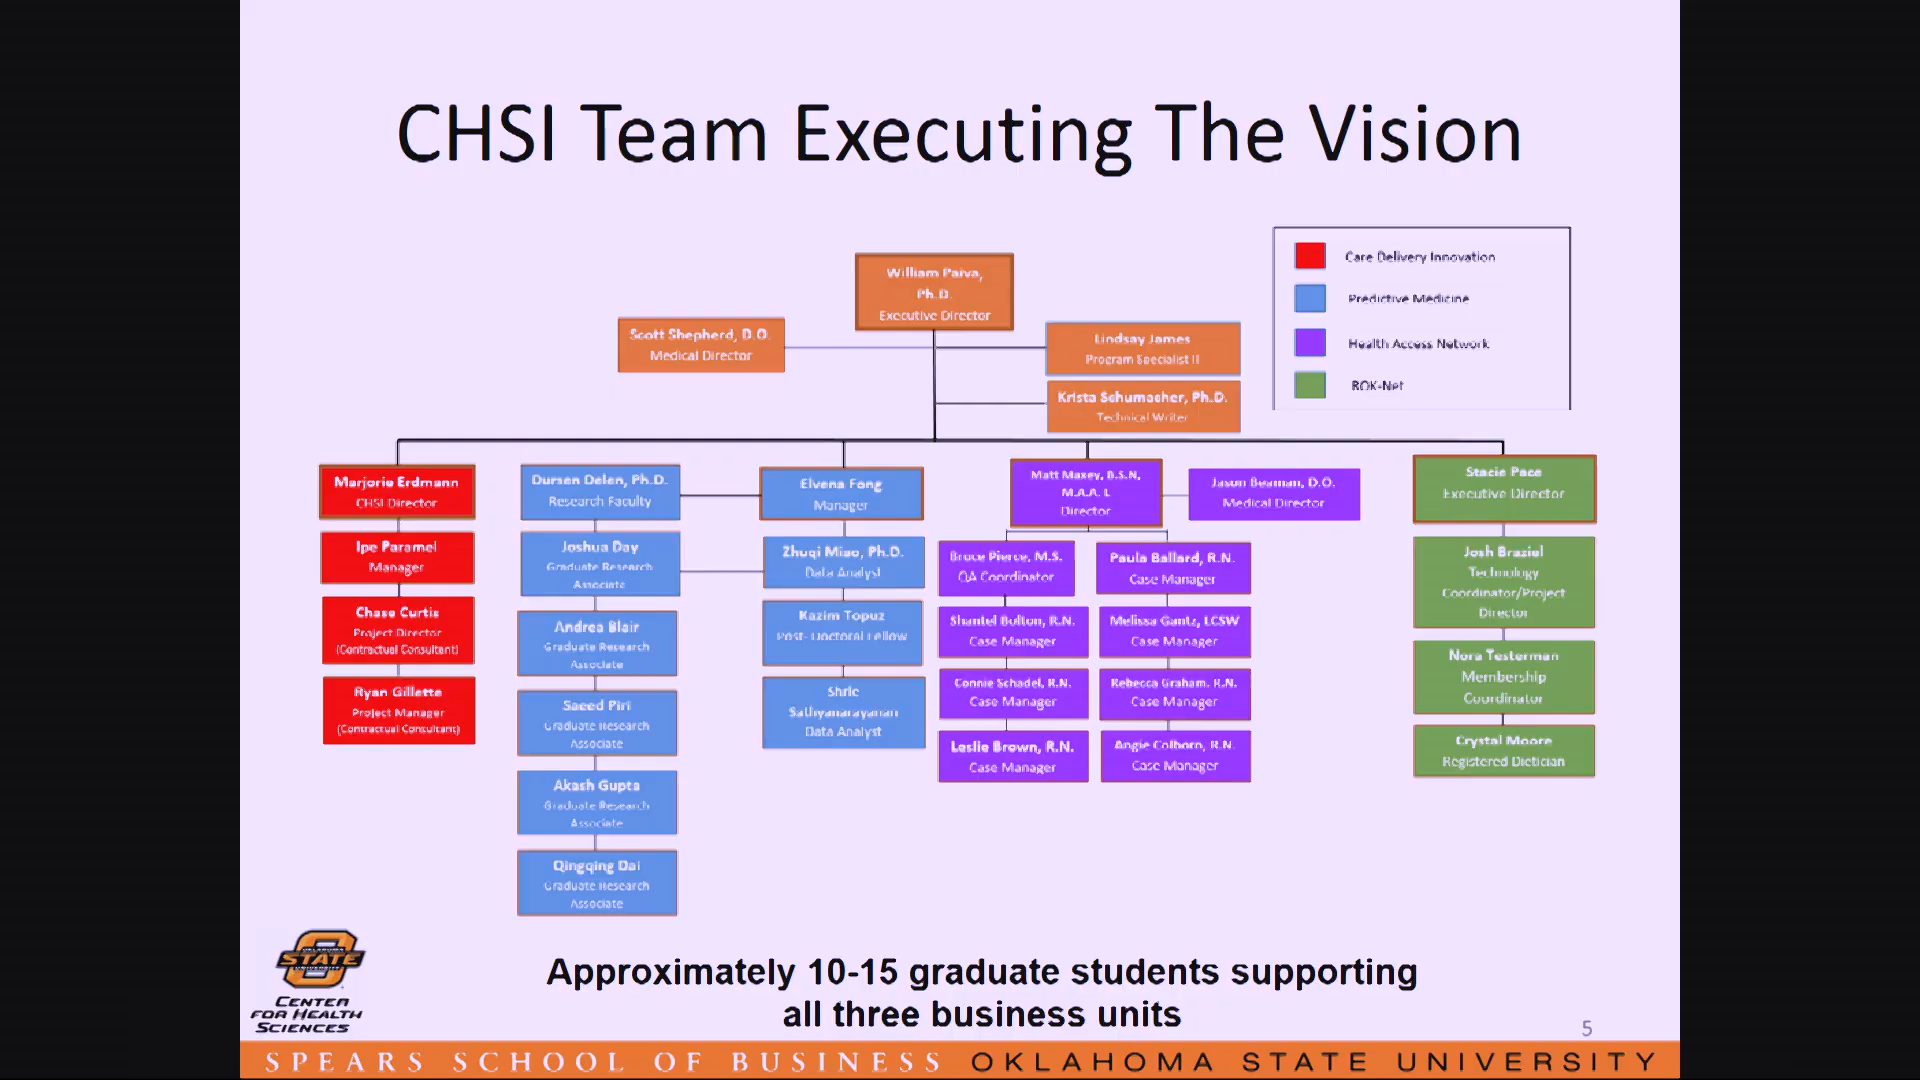 CHSI Team Executing The Vision
William Paiva,
Ph.D.
Executive Director
Scott Shepherd, D.O.
Medical Director
Lindsay James
Program Specialist II
Krista Schumacher, Ph.D.
Technical Writer
Care Delivery Innovation
Predictive Medicine
Health Access Network
ROK-Net
Marjorie Erdmann
CHSI Director
Ipe Paramel
Manager
Chase Curtis
Project Director
(Contractual Consultant)
Ryan Gillette
Project Manager
(Contractual Consultant)
Dursen Delen, Ph.D.
Research Faculty
Joshua Day
Graduate Research
Associate
Andrea Blair
Graduate Research
Associate
Saeed Piri
Graduate Research
Associate
Akash Gupta
Graduate Research
Associate
Qingqing Dai
Graduate Research
Associate
Elvena Fong
Manager
Zhuqi Miao, Ph.D.
Data Analyst
Kazim Topuz
Post- Doctoral Fellow
Shrie
Sathyanarayanan
Data Analyst
Matt Maxey, B.S.N,
M.A.A. L
Director
Jason Beaman, D.O.
Medical Director
Bruce Pierce, M.S.
QA Coordinator
Shantel Bolton, R.N.
Case Manager
Connie Schadel, R.N.
Case Manager
Leslie Brown, R.N.
Case Manager
Paula Ballard, R.N.
Case Manager
Melissa Gantz, LCSW
Case Manager
Rebecca Graham, R.N.
Case Manager
Angie Colborn, R.N.
Case Manager
Stacie Pace
Executive Director
Josh Braziel
Technology
Coordinator/Project
Director
Nora Testerman
Membership
Coordinator
Crystal Moore
Registered Dietician
Approximately 10-15 graduate students supporting
all three business units
OKLAHOMA
STATE
UNIVERSITY
CENTER
FOR HEALTH
SCIENCES
5
SPEARS SCHOOL OF BUSINESS OKLAHOMA STATE UNIVERSITY